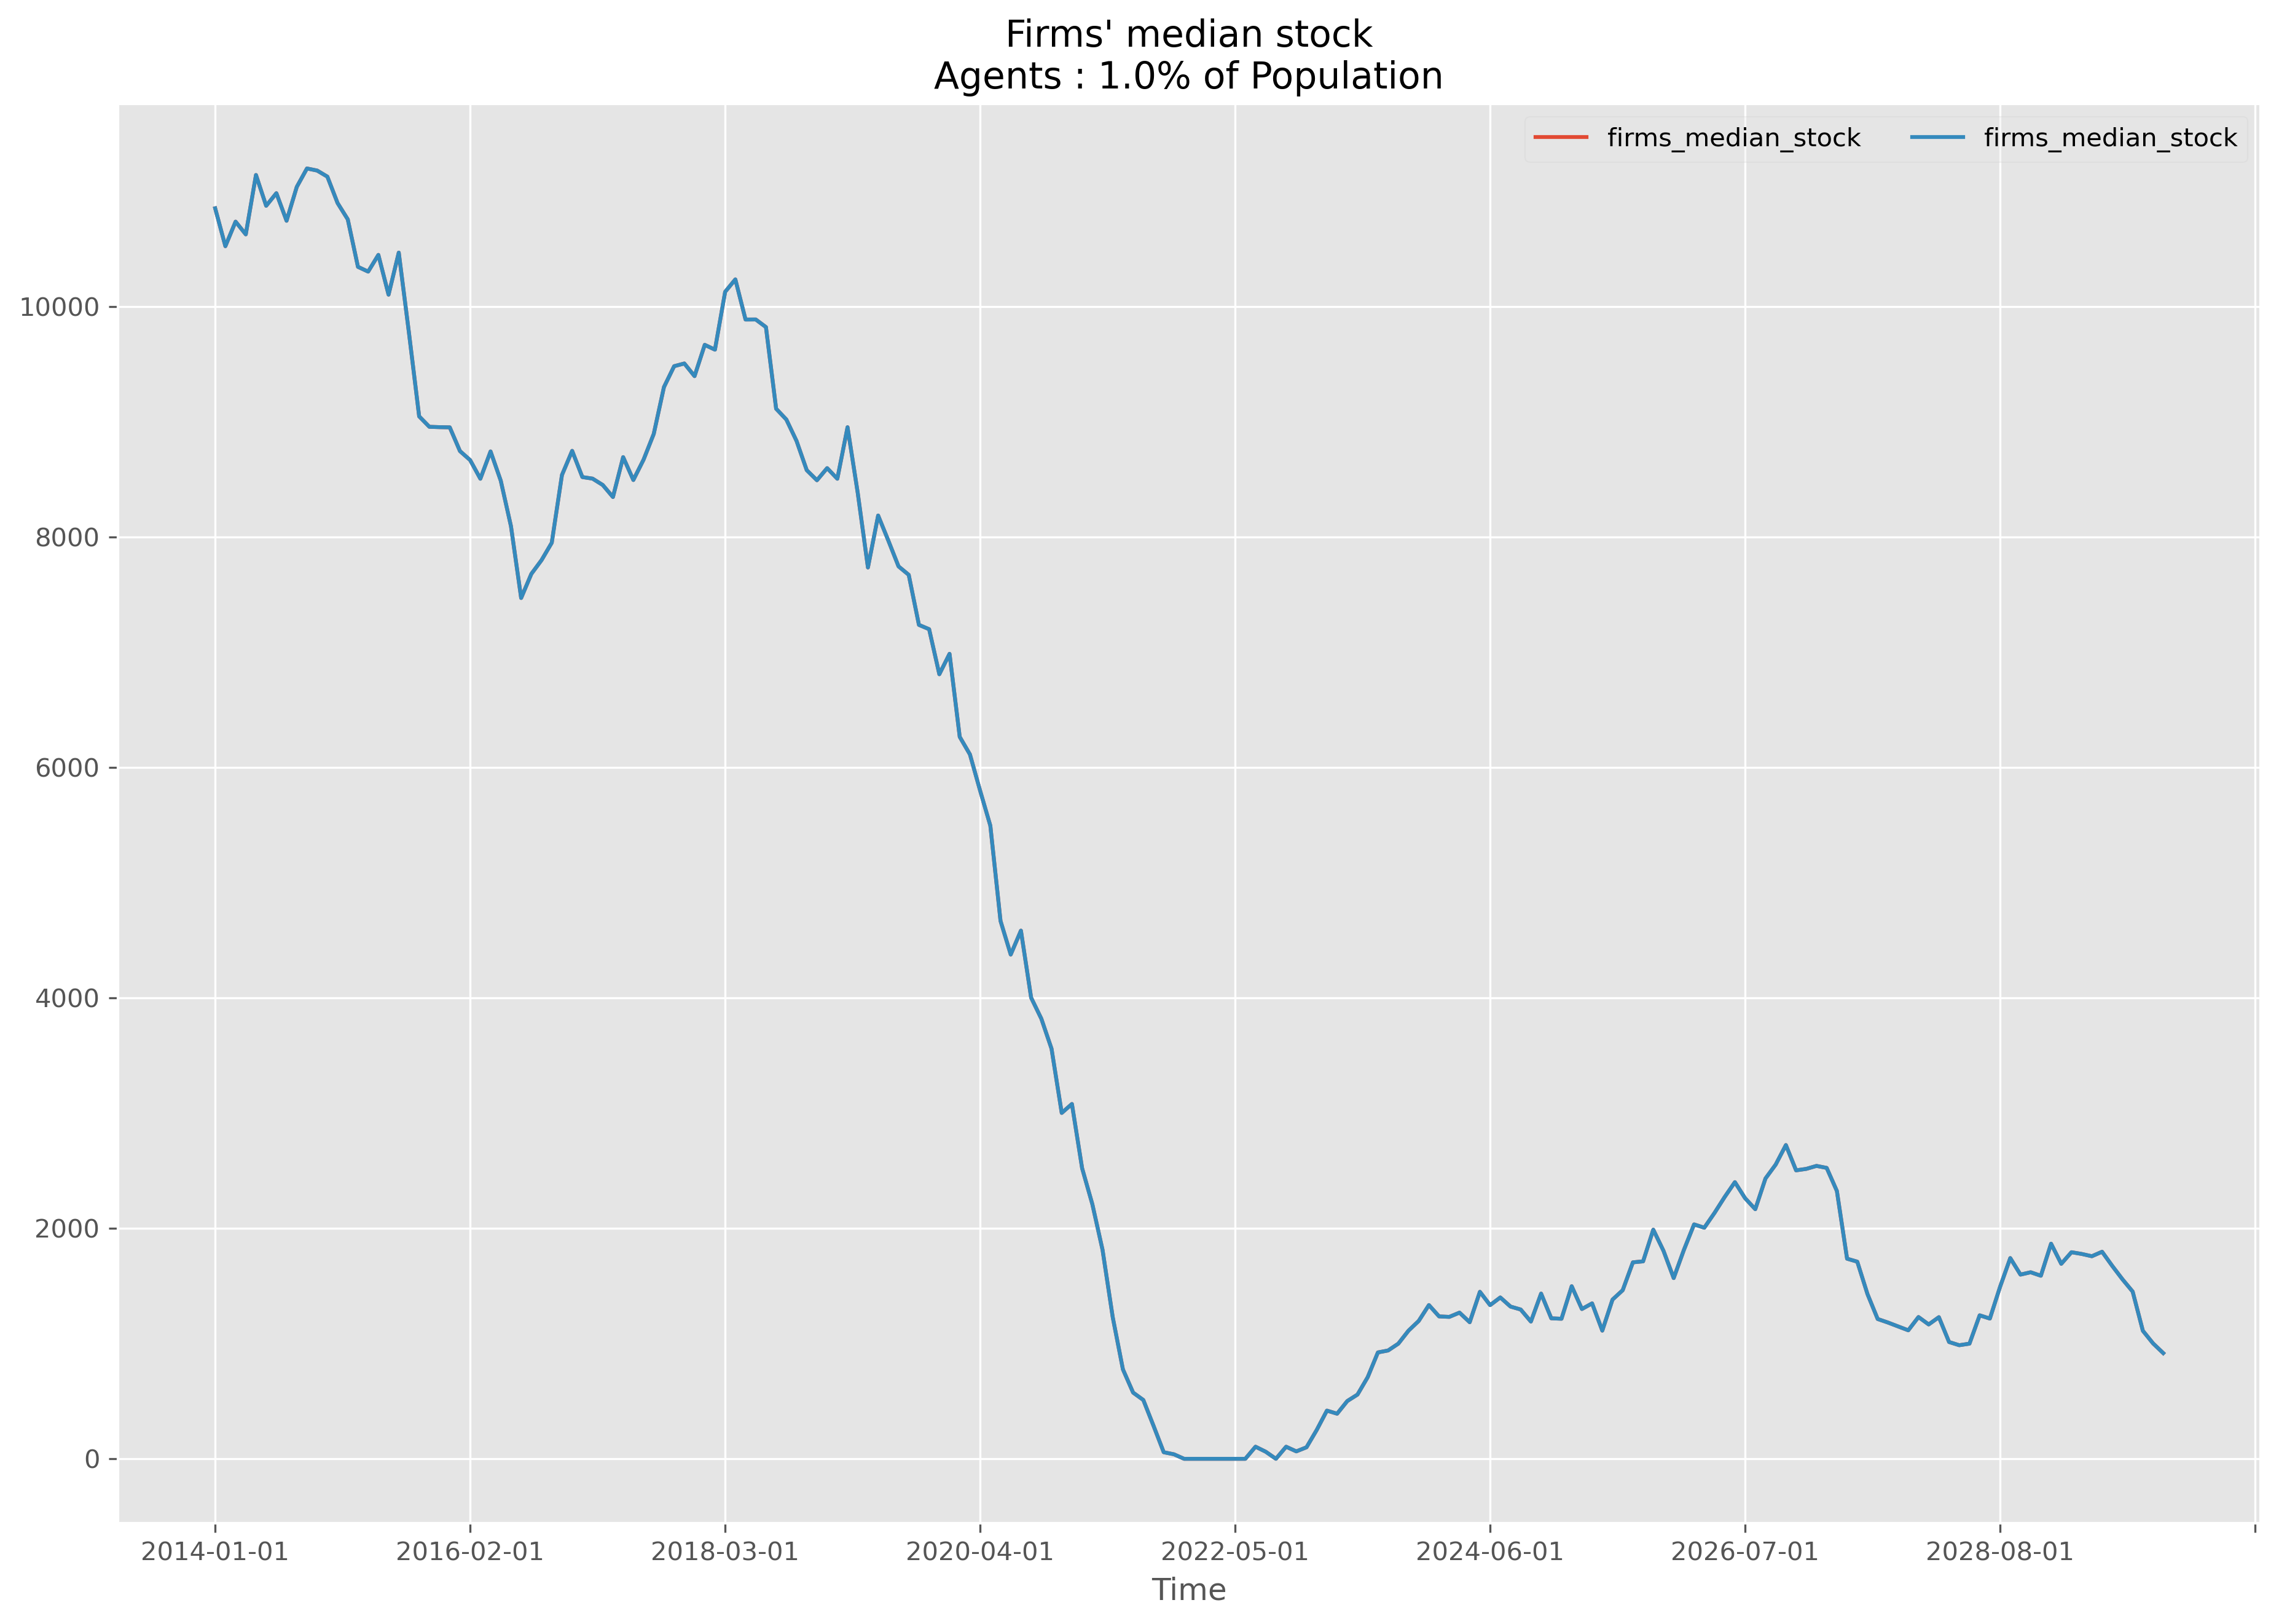 Firms' median stock
Agents : 1.0% of Population
firms_median_stock firms_median_stock
10000
8000
6000
4000
2000
0
2014-01-01 2016-02-01 2018-03-01 2020-04-01 2022-05-01 2024-06-01 2026-07-01 2028-08-01
Time